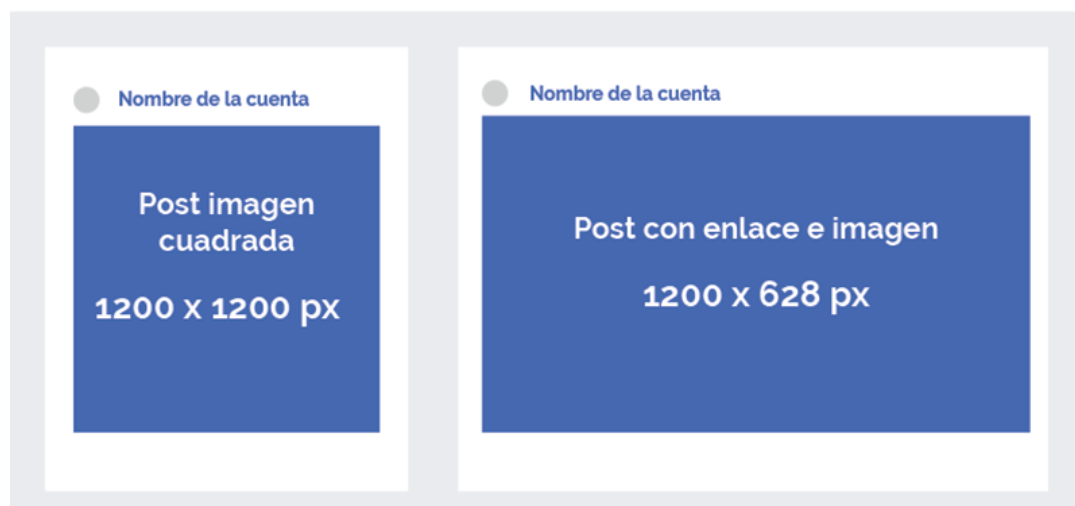 Nombre de la cuenta
Post imagen
cuadrada
1200 x 1200 px
Nombre de la cuenta
Post con enlace e imagen
1200 x 628 px